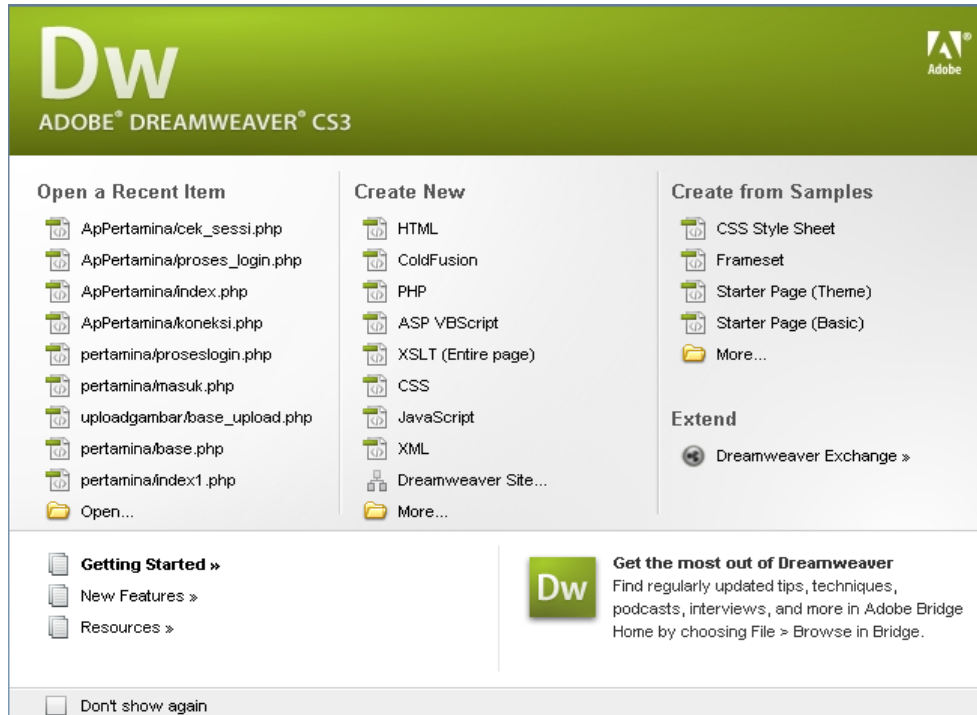 Dw
Adobe
ADOBE® DREAMWEAVER® CS3
Open a Recent Item
ApPertamina/cek_sessi.php
ApPertamina/proses_login.php
ApPertamina/index.php
ApPertamina/koneksi.php
pertamina/proseslogin.php
pertamina/masuk.php
uploadgambar/base_upload.php
pertamina/base.php
pertamina/index1.php
Open...
Create New
HTML
ColdFusion
PHP
ASP VBScript
XSLT (Entire page)
CSS
JavaScript
XML
Dreamweaver Site...
More...
Create from Samples
CSS Style Sheet
Frameset
Starter Page (Theme)
Starter Page (Basic)
More...
Extend
Dreamweaver Exchange »
Getting Started »
New Features »
Resources »
Dw
Get the most out of Dreamweaver
Find regularly updated tips, techniques,
podcasts, interviews, and more in Adobe Bridge
Home by choosing File > Browse in Bridge.
Don't show again